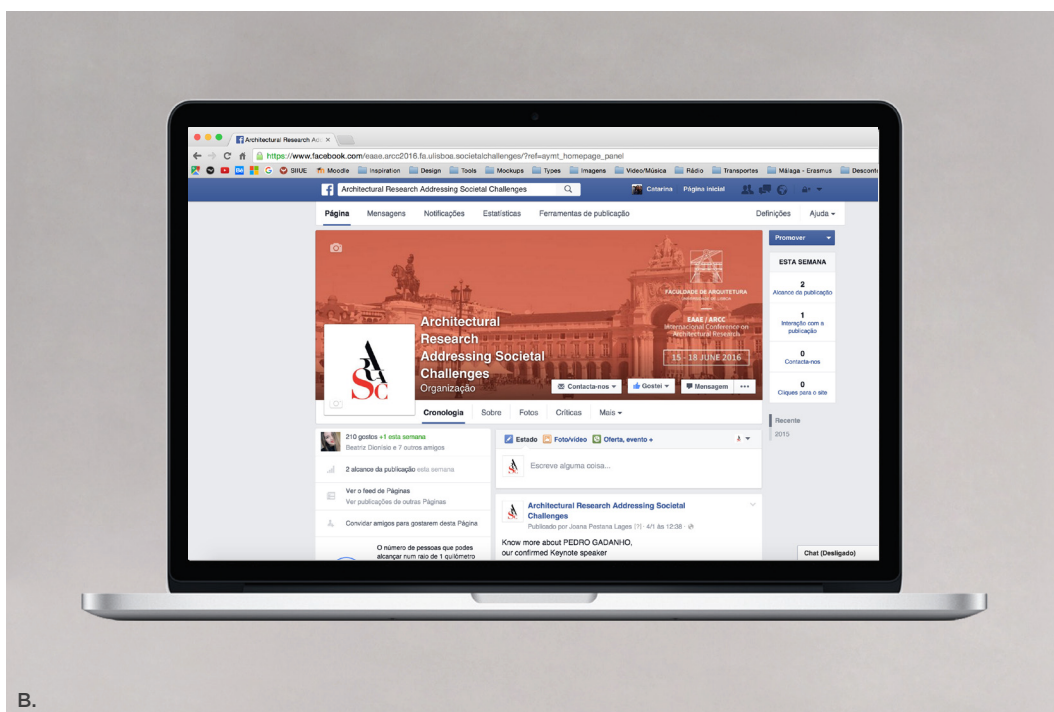 Architectural Research Add
https://www.facebook.com/eaae.arcc2016.fa.ulisboa.societalchallenges/?ref=aymt_homepage_panel
SIIUE Moodle Inspiration Design Tools Mockups Types Imagens Video/Música Rádio Transportes Málaga - Erasmus
Architectural Research Addressing Societal Challenges Catarina Página inicial
Página Mensagens Notificações Estatísticas Ferramentas de publicação Definições Ajuda
Promover
ESTA SEMANA
2
Alcance da publicação
1
Interação com a
publicação
0
Contacta-nos
0
Cliques para o site
Recente
2015
FACULDADE DE ARQUITETURA
UNIVERSIDADE DE LISBOA
EAAE / ARCC
International Conference on
Architectural Research
15 - 18 JUNE 2016
Architectural
Research
Addressing Societal
Challenges
Organização
Contacta-nos Gostei Mensagem
Cronologia Sobre Fotos Críticas Mais
210 gostos +1 esta semana
Beatriz Dionísio e 7 outros amigos
2 alcance da publicação esta semana
Ver o feed de Páginas
Ver publicações de outras Páginas
Convidar amigos para gostarem desta Página
O número de pessoas que podes
alcançar num raio de 1 quilómetro
Estado Foto/vídeo Oferta, evento +
Escreve alguma coisa...
Architectural Research Addressing Societal
Challenges
Publicado por Joana Pestana Lages [?] · 4/1 às 12:36 ·
Know more about PEDRO GADANHO,
our confirmed Keynote speaker
Chat (Desligado)
B.